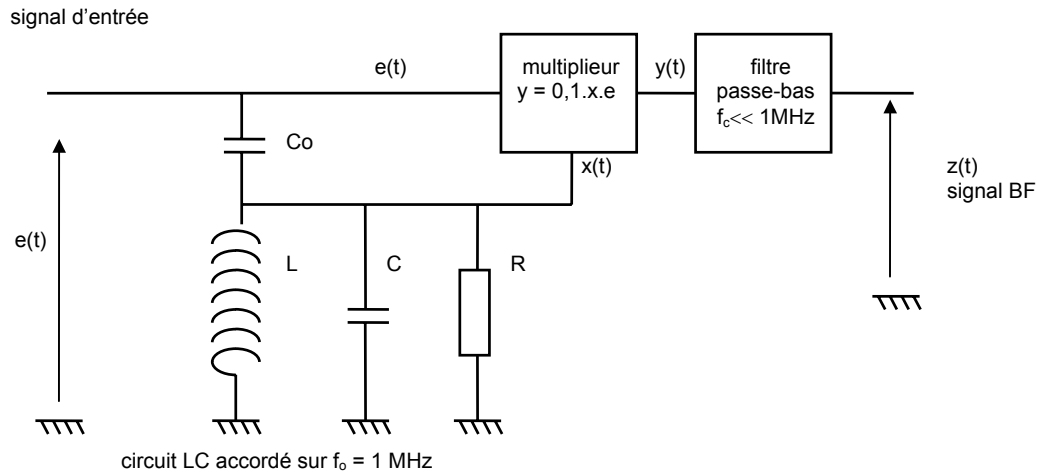 signal d'entrée
e(t)
multiplieur
y = 0,1.x.e
y(t)
filtre
passe-bas
fc<< 1MHz
Co
x(t)
z(t)
signal BF
e(t)
L
C
R
circuit LC accordé sur fo = 1 MHz